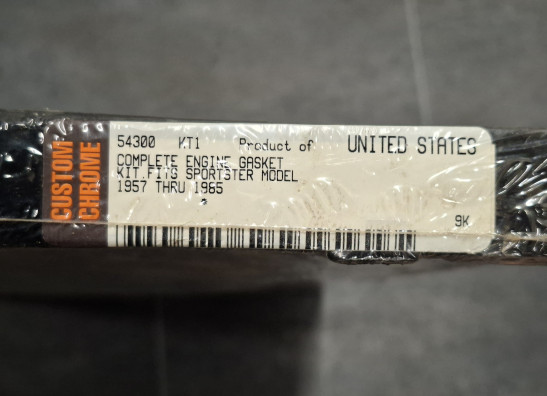 CUSTOM
CHROME
54300 KT1 Product of UNITED STATES
COMPLETE ENGINE GASKET
KIT,FITS SPORTSTER MODEL
1957 THRU 1965
9K